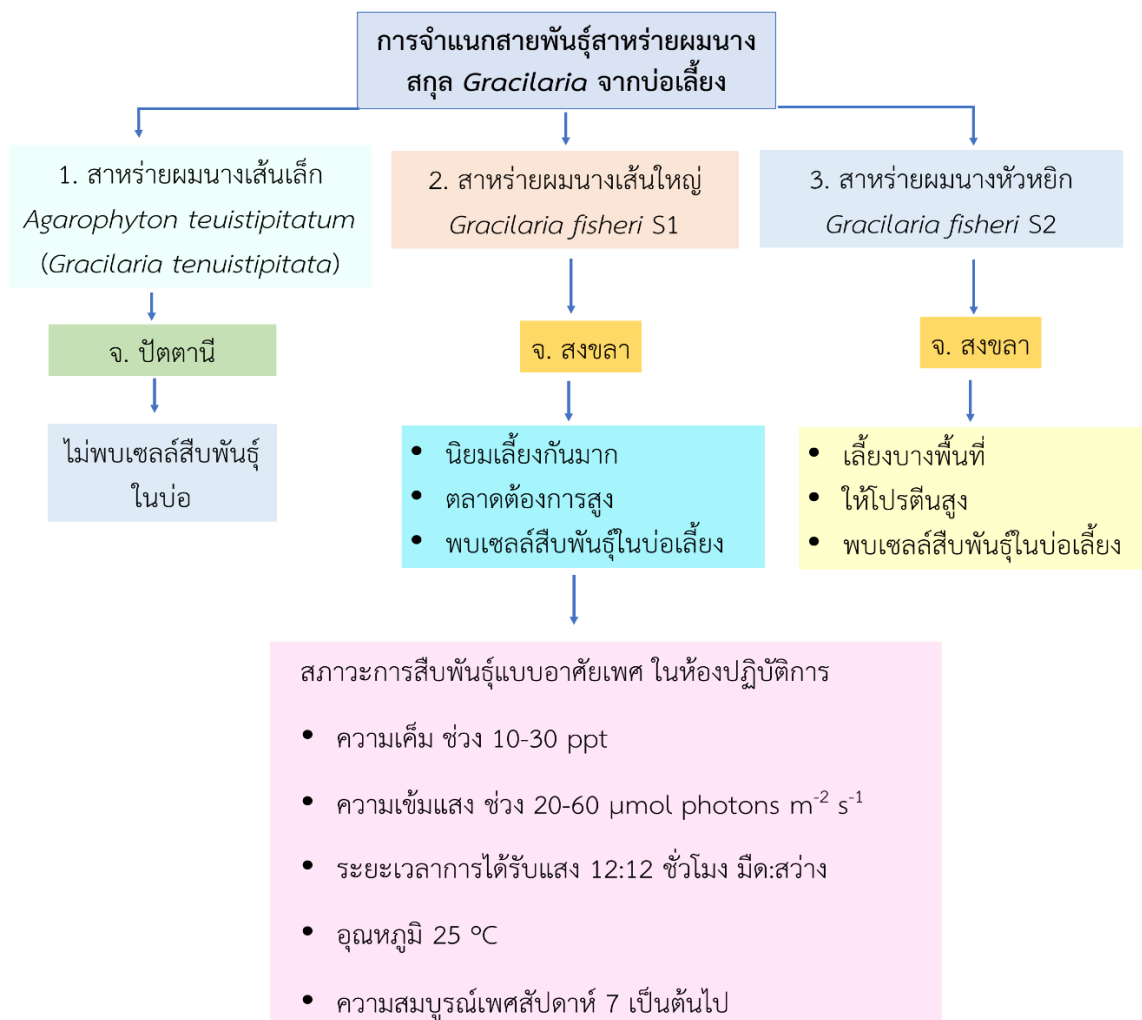 การจำแนกสายพันธุ์สาหร่ายผมนาง
สกุล Gracilaria จากบ่อเลี้ยง
1. สาหร่ายผมนางเส้นเล็ก
Agarophyton teuistipitatum
(Gracilaria tenuistipitata)
จ. ปัตตานี
ไม่พบเซลล์สืบพันธุ์
ในบ่อ
2. สาหร่ายผมนางเส้นใหญ่
Gracilaria fisheri S1
จ. สงขลา
• นิยมเลี้ยงกันมาก
• ตลาดต้องการสูง
• พบเซลล์สืบพันธุ์ในบ่อเลี้ยง
3. สาหร่ายผมนางหัวหยิก
Gracilaria fisheri S2
จ. สงขลา
• เลี้ยงบางพื้นที่
• ให้โปรตีนสูง
• พบเซลล์สืบพันธุ์ในบ่อเลี้ยง
สภาวะการสืบพันธุ์แบบอาศัยเพศ ในห้องปฏิบัติการ
• ความเค็ม ช่วง 10-30 ppt
• ความเข้มแสง ช่วง 20-60 µmol photons m⁻² s⁻¹
• ระยะเวลาการได้รับแสง 12:12 ชั่วโมง มืด:สว่าง
• อุณหภูมิ 25 °C
• ความสมบูรณ์เพศสัปดาห์ 7 เป็นต้นไป